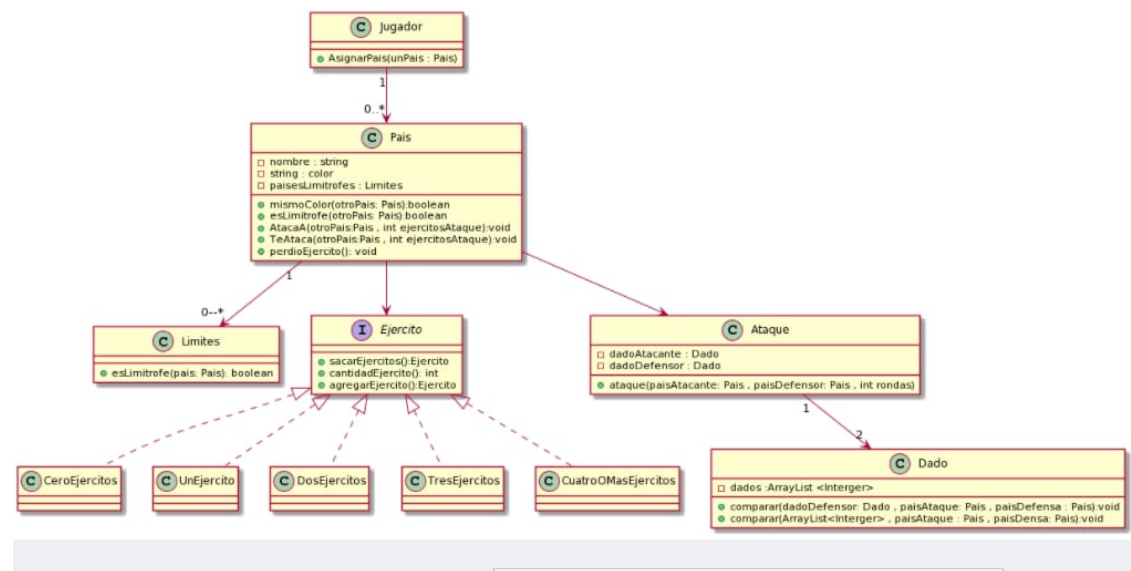 C Jugador
AsignarPais(unPais : Pais)
1
0..*
C Pais
nombre : string
string : color
paisesLimitrofes : Limites
mismoColor(otroPais: Pais):boolean
esLimitrofe(otroPais: Pais):boolean
AtacaA(otroPais:Pais , int ejercitosAtaque):void
TeAtaca(otroPais:Pais , int ejercitosAtaque):void
perdioEjercito(): void
1
0--*
C Limites
esLimitrofe(pais: Pais): boolean
I Ejercito
sacarEjercitos():Ejercito
cantidadEjercito(): int
agregarEjercito():Ejercito
C Ataque
dadoAtacante : Dado
dadoDefensor : Dado
ataque(paisAtacante: Pais , paisDefensor: Pais , int rondas)
1
2
C CeroEjercitos
C UnEjercito
C DosEjercitos
C TresEjercitos
C CuatroOMasEjercitos
C Dado
dados :ArrayList <Interger>
comparar(dadoDefensor: Dado , paisAtaque: Pais , paisDefensa : Pais):void
comparar(ArrayList<Interger> , paisAtaque : Pais , paisDensa: Pais):void